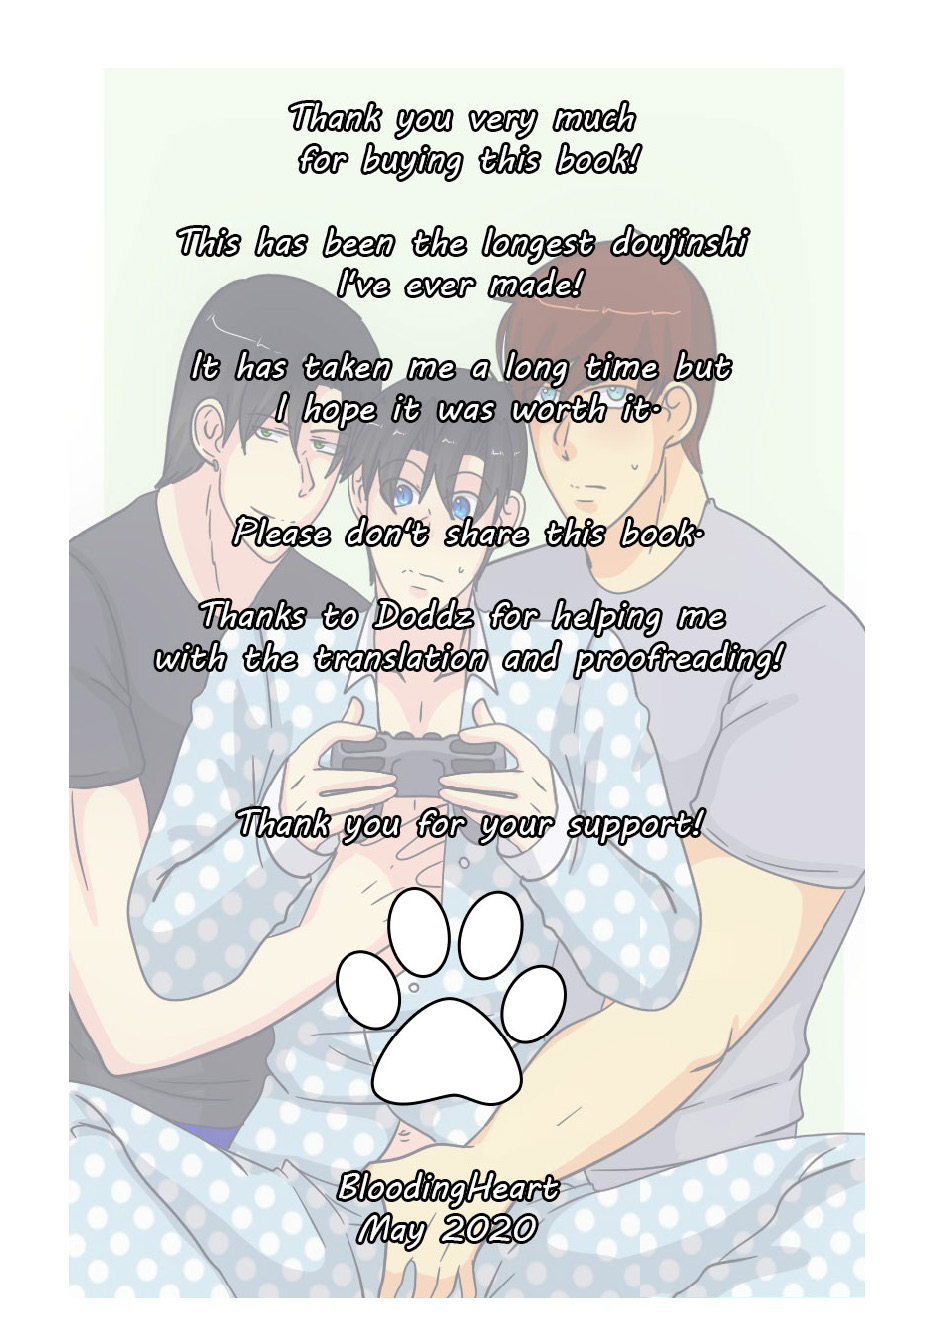 Thank you very much
for buying this book!
This has been the longest doujinshi
I've ever made!
It has taken me a long time but
I hope it was worth it.
Please don't share this book.
Thanks to Doddz for helping me
with the translation and proofreading!
Thank you for your support!
BloodingHeart
May 2020